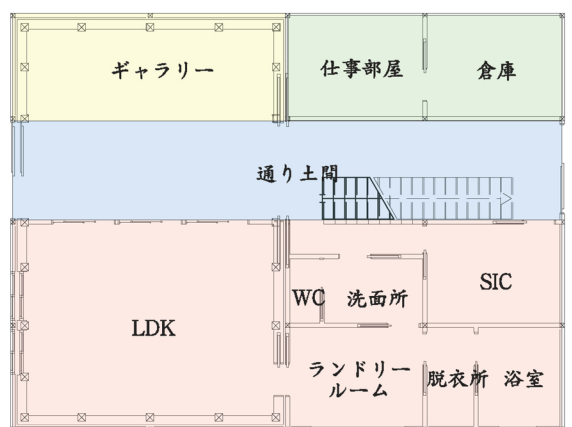 ギャラリー
仕事部屋
倉庫
通り土間
WC
洗面所
SIC
LDK
ランドリー
ルーム
脱衣所
浴室